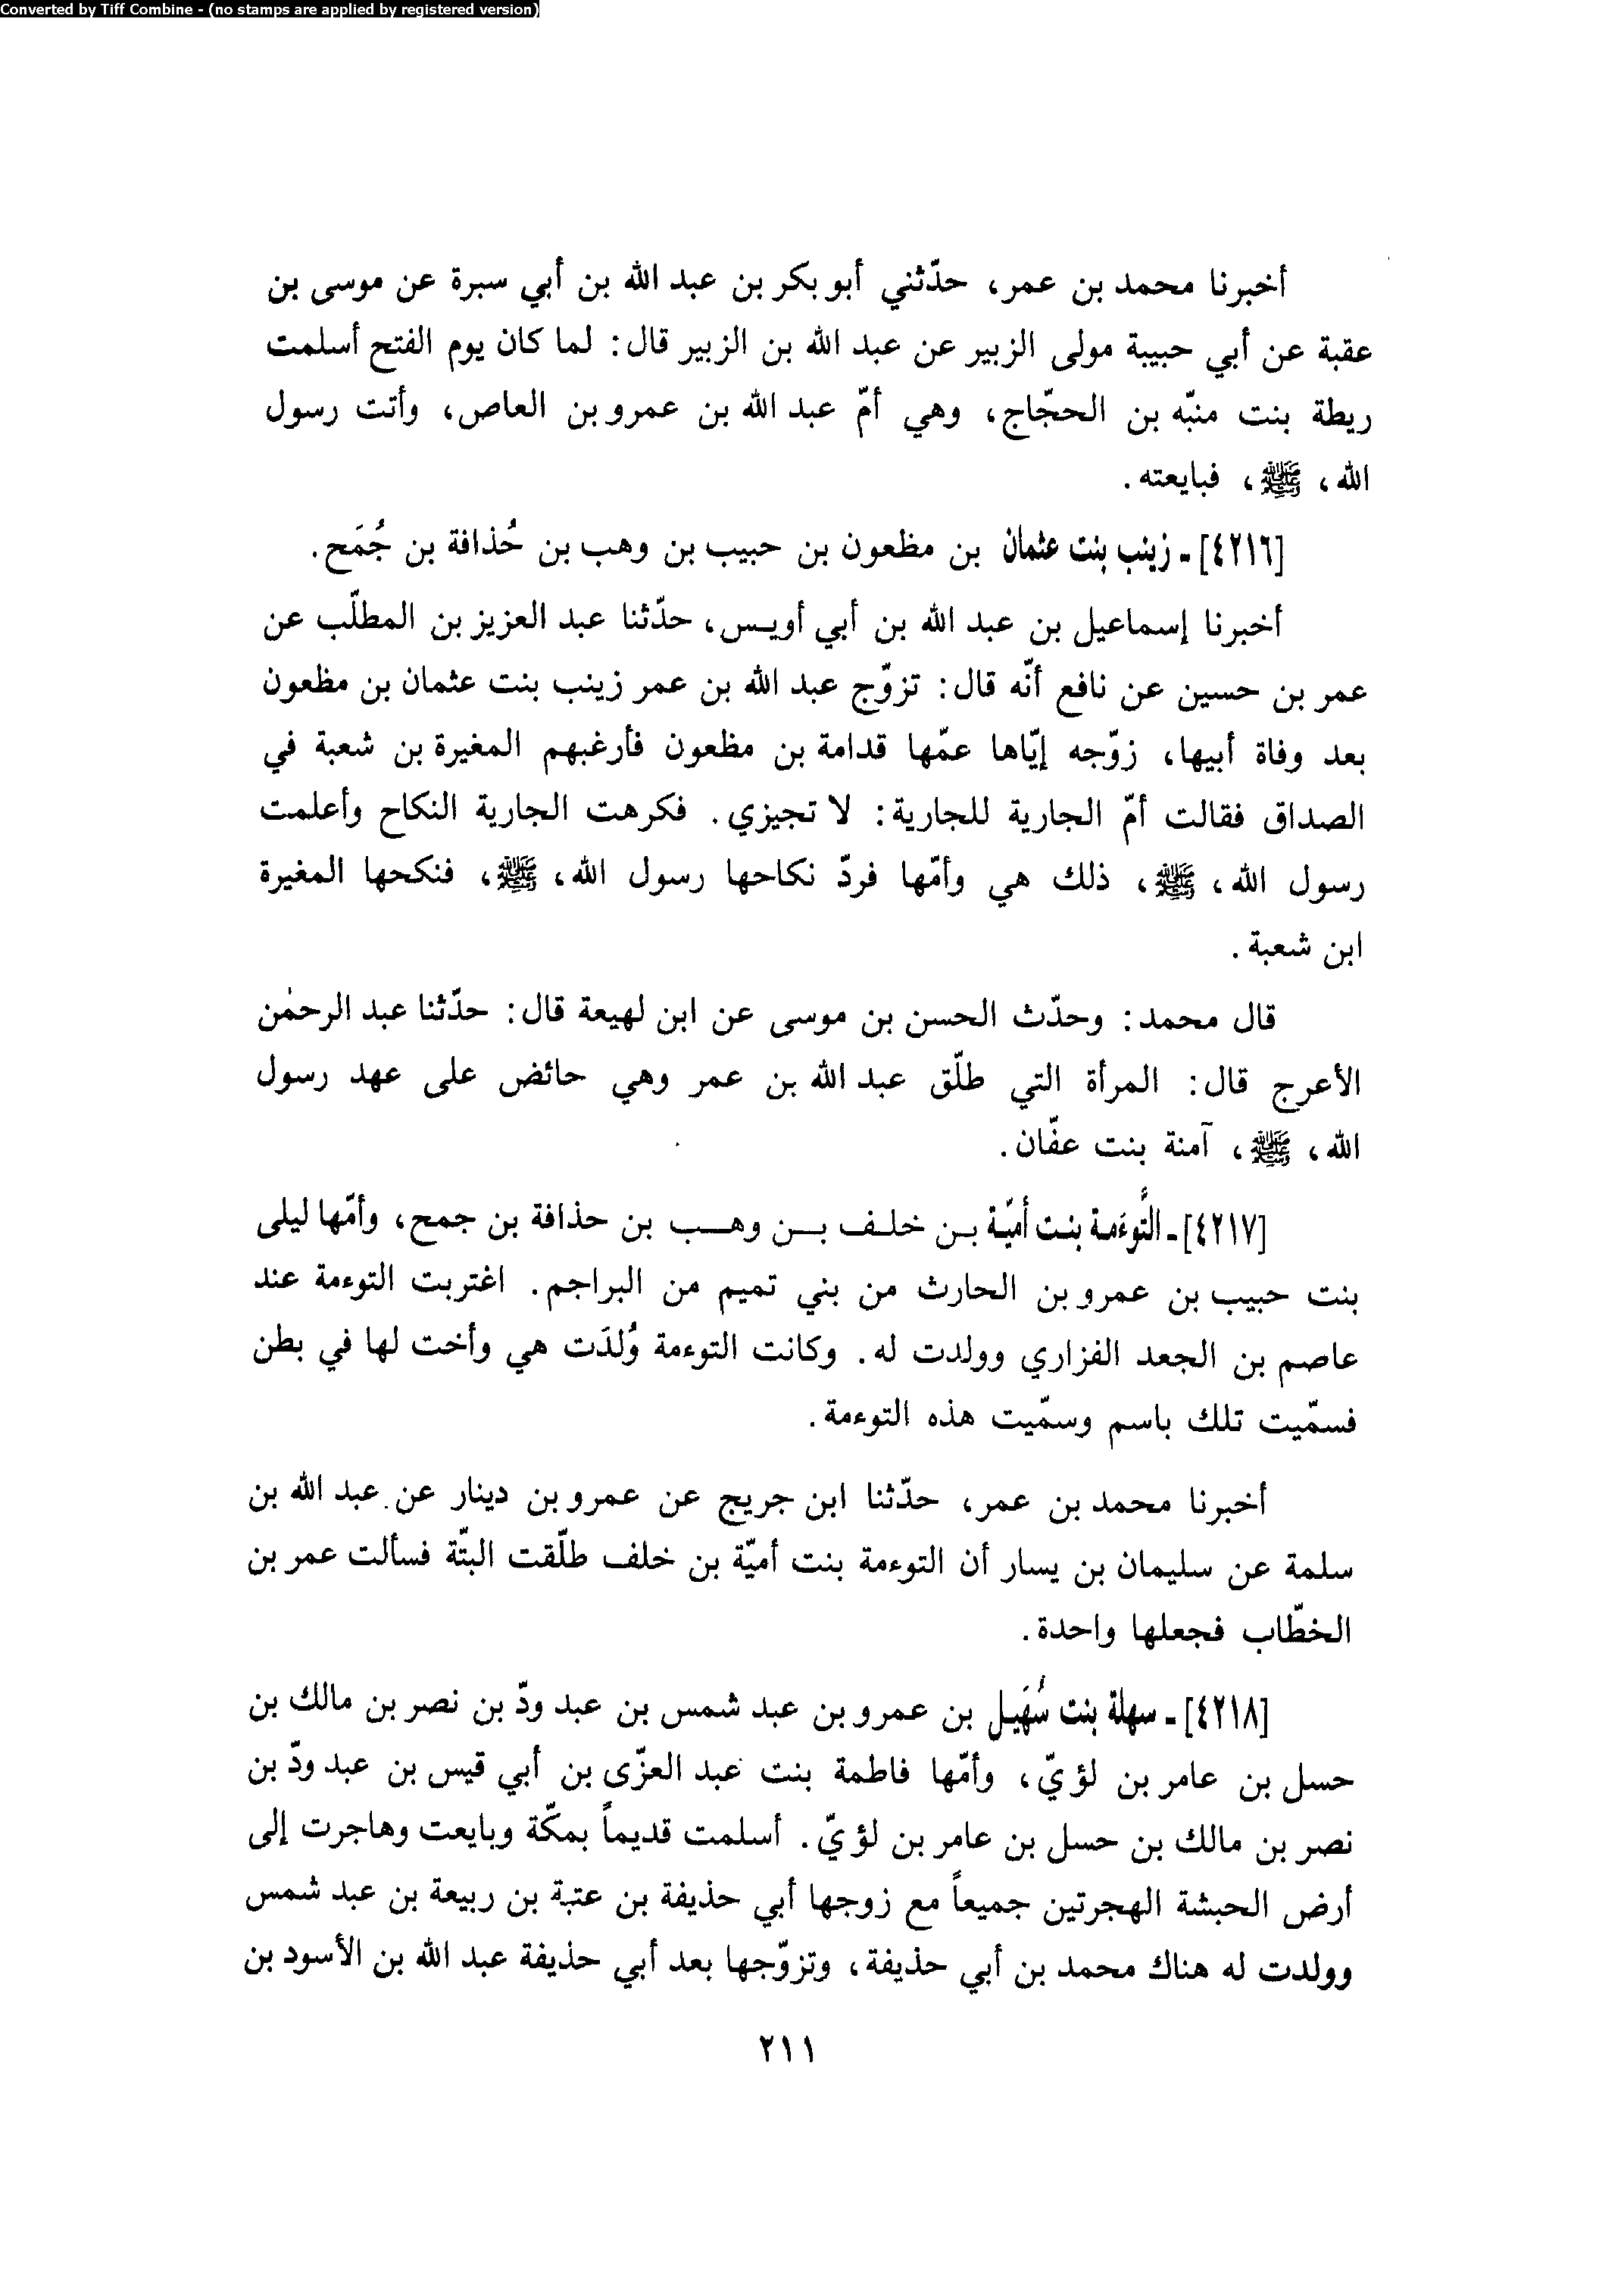 Converted by Tiff Combine - (no stamps are applied by registered version)
أخبرنا محمد بن عمر، حدّثني أبو بكر بن عبد الله بن أبي سبرة عن موسى بن
عقبة عن أبي حبيبة مولى الزبير عن عبد الله بن الزبير قال: لما كان يوم الفتح أسلمت
ريطة بنت منبّه بن الحجّاج، وهي أمّ عبد الله بن عمرو بن العاص، وأتت رسول
الله، ﷺ، فبايعته.
[٤٢١٦] - زينب بنت عثمان بن مظعون بن حبيب بن وهب بن حُذافة بن جُمَح.
أخبرنا إسماعيل بن عبد الله بن أبي أويس، حدّثنا عبد العزيز بن المطلّب عن
عمر بن حسين عن نافع أنّه قال: تزوّج عبد الله بن عمر زينب بنت عثمان بن مظعون
بعد وفاة أبيها، زوّجه إيّاها عمّها قدامة بن مظعون فأرغبهم المغيرة بن شعبة في
الصداق فقالت أمّ الجارية للجارية: لا تجيزي. فكرهت الجارية النكاح وأعلمت
رسول الله، ﷺ، ذلك هي وأمّها فردّ نكاحها رسول الله، ﷺ، فنكحها المغيرة
ابن شعبة.
قال محمد: وحدّث الحسن بن موسى عن ابن لهيعة قال: حدّثنا عبد الرحمٰن
الأعرج قال: المرأة التي طلّق عبد الله بن عمر وهي حائض على عهد رسول
الله، ﷺ، آمنة بنت عفّان.
[٤٢١٧] - التَّوءَمة بنت أميّة بن خلف بن وهب بن حذافة بن جمح، وأمّها ليلى
بنت حبيب بن عمرو بن الحارث من بني تميم من البراجم. اغتربت التوءمة عند
عاصم بن الجعد الفزاري وولدت له. وكانت التوءمة وُلدَت هي وأخت لها في بطن
فسمّيت تلك باسم وسمّيت هذه التوءمة.
أخبرنا محمد بن عمر، حدّثنا ابن جريج عن عمرو بن دينار عن عبد الله بن
سلمة عن سليمان بن يسار أن التوءمة بنت أميّة بن خلف طلّقت البتّة فسألت عمر بن
الخطّاب فجعلها واحدة.
[٤٢١٨] - سهلة بنت سُهَيل بن عمرو بن عبد شمس بن عبد ودّ بن نصر بن مالك بن
حسل بن عامر بن لؤيّ، وأمّها فاطمة بنت عبد العزّى بن أبي قيس بن عبد ودّ بن
نصر بن مالك بن حسل بن عامر بن لؤيّ. أسلمت قديماً بمكّة وبايعت وهاجرت إلى
أرض الحبشة الهجرتين جميعاً مع زوجها أبي حذيفة بن عتبة بن ربيعة بن عبد شمس
وولدت له هناك محمد بن أبي حذيفة، وتزوّجها بعد أبي حذيفة عبد الله بن الأسود بن
٢١١